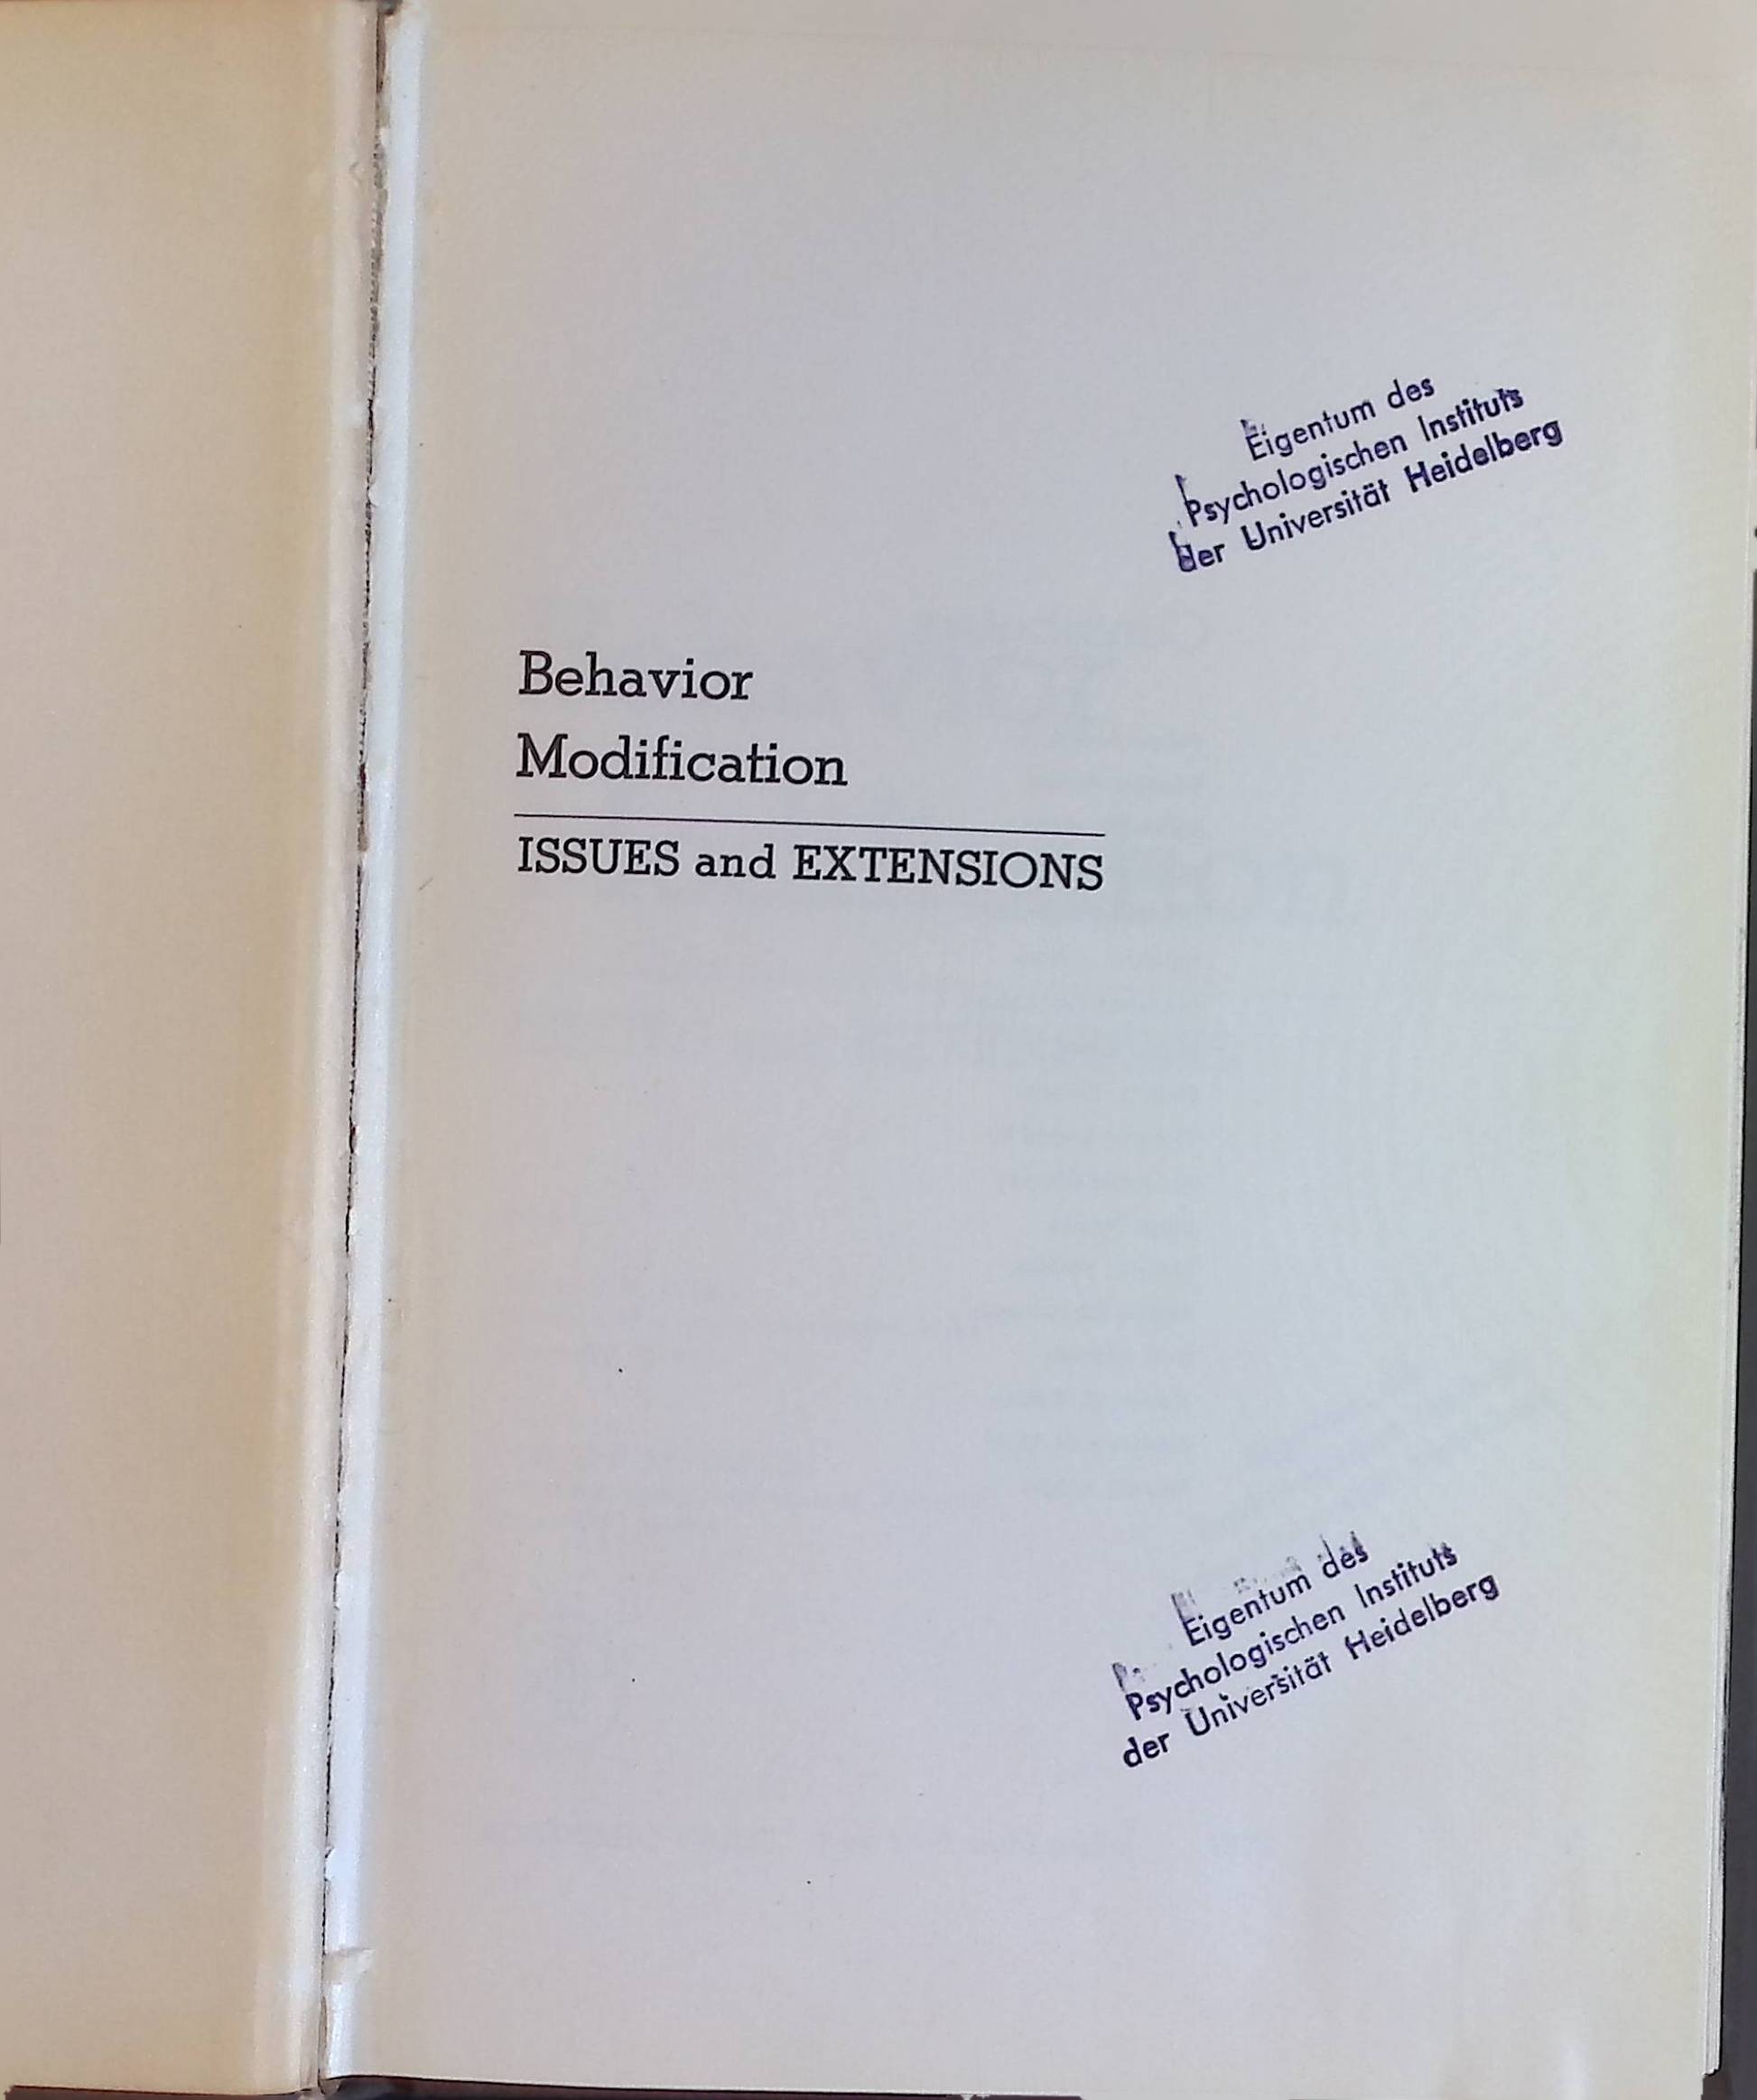 Eigentum des
Psychologischen Instituts
der Universität Heidelberg
Behavior
Modification
ISSUES and EXTENSIONS
Eigentum des
Psychologischen Instituts
der Universität Heidelberg